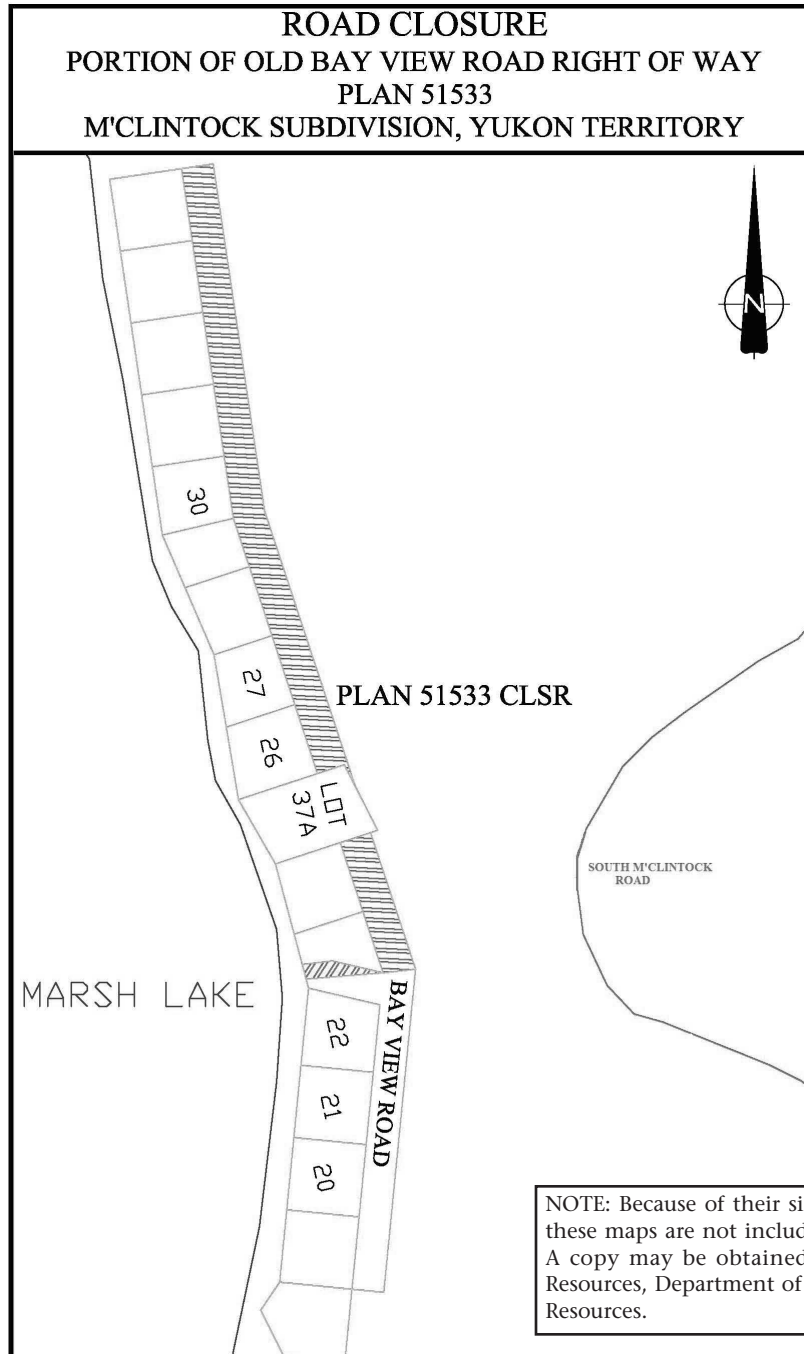 ROAD CLOSURE
PORTION OF OLD BAY VIEW ROAD RIGHT OF WAY
PLAN 51533
M'CLINTOCK SUBDIVISION, YUKON TERRITORY
N
30
27
PLAN 51533 CLSR
26
LOT
37A
SOUTH M'CLINTOCK
ROAD
MARSH LAKE
BAY VIEW ROAD
22
21
20
NOTE: Because of their si
these maps are not includ
A copy may be obtained
Resources, Department of
Resources.